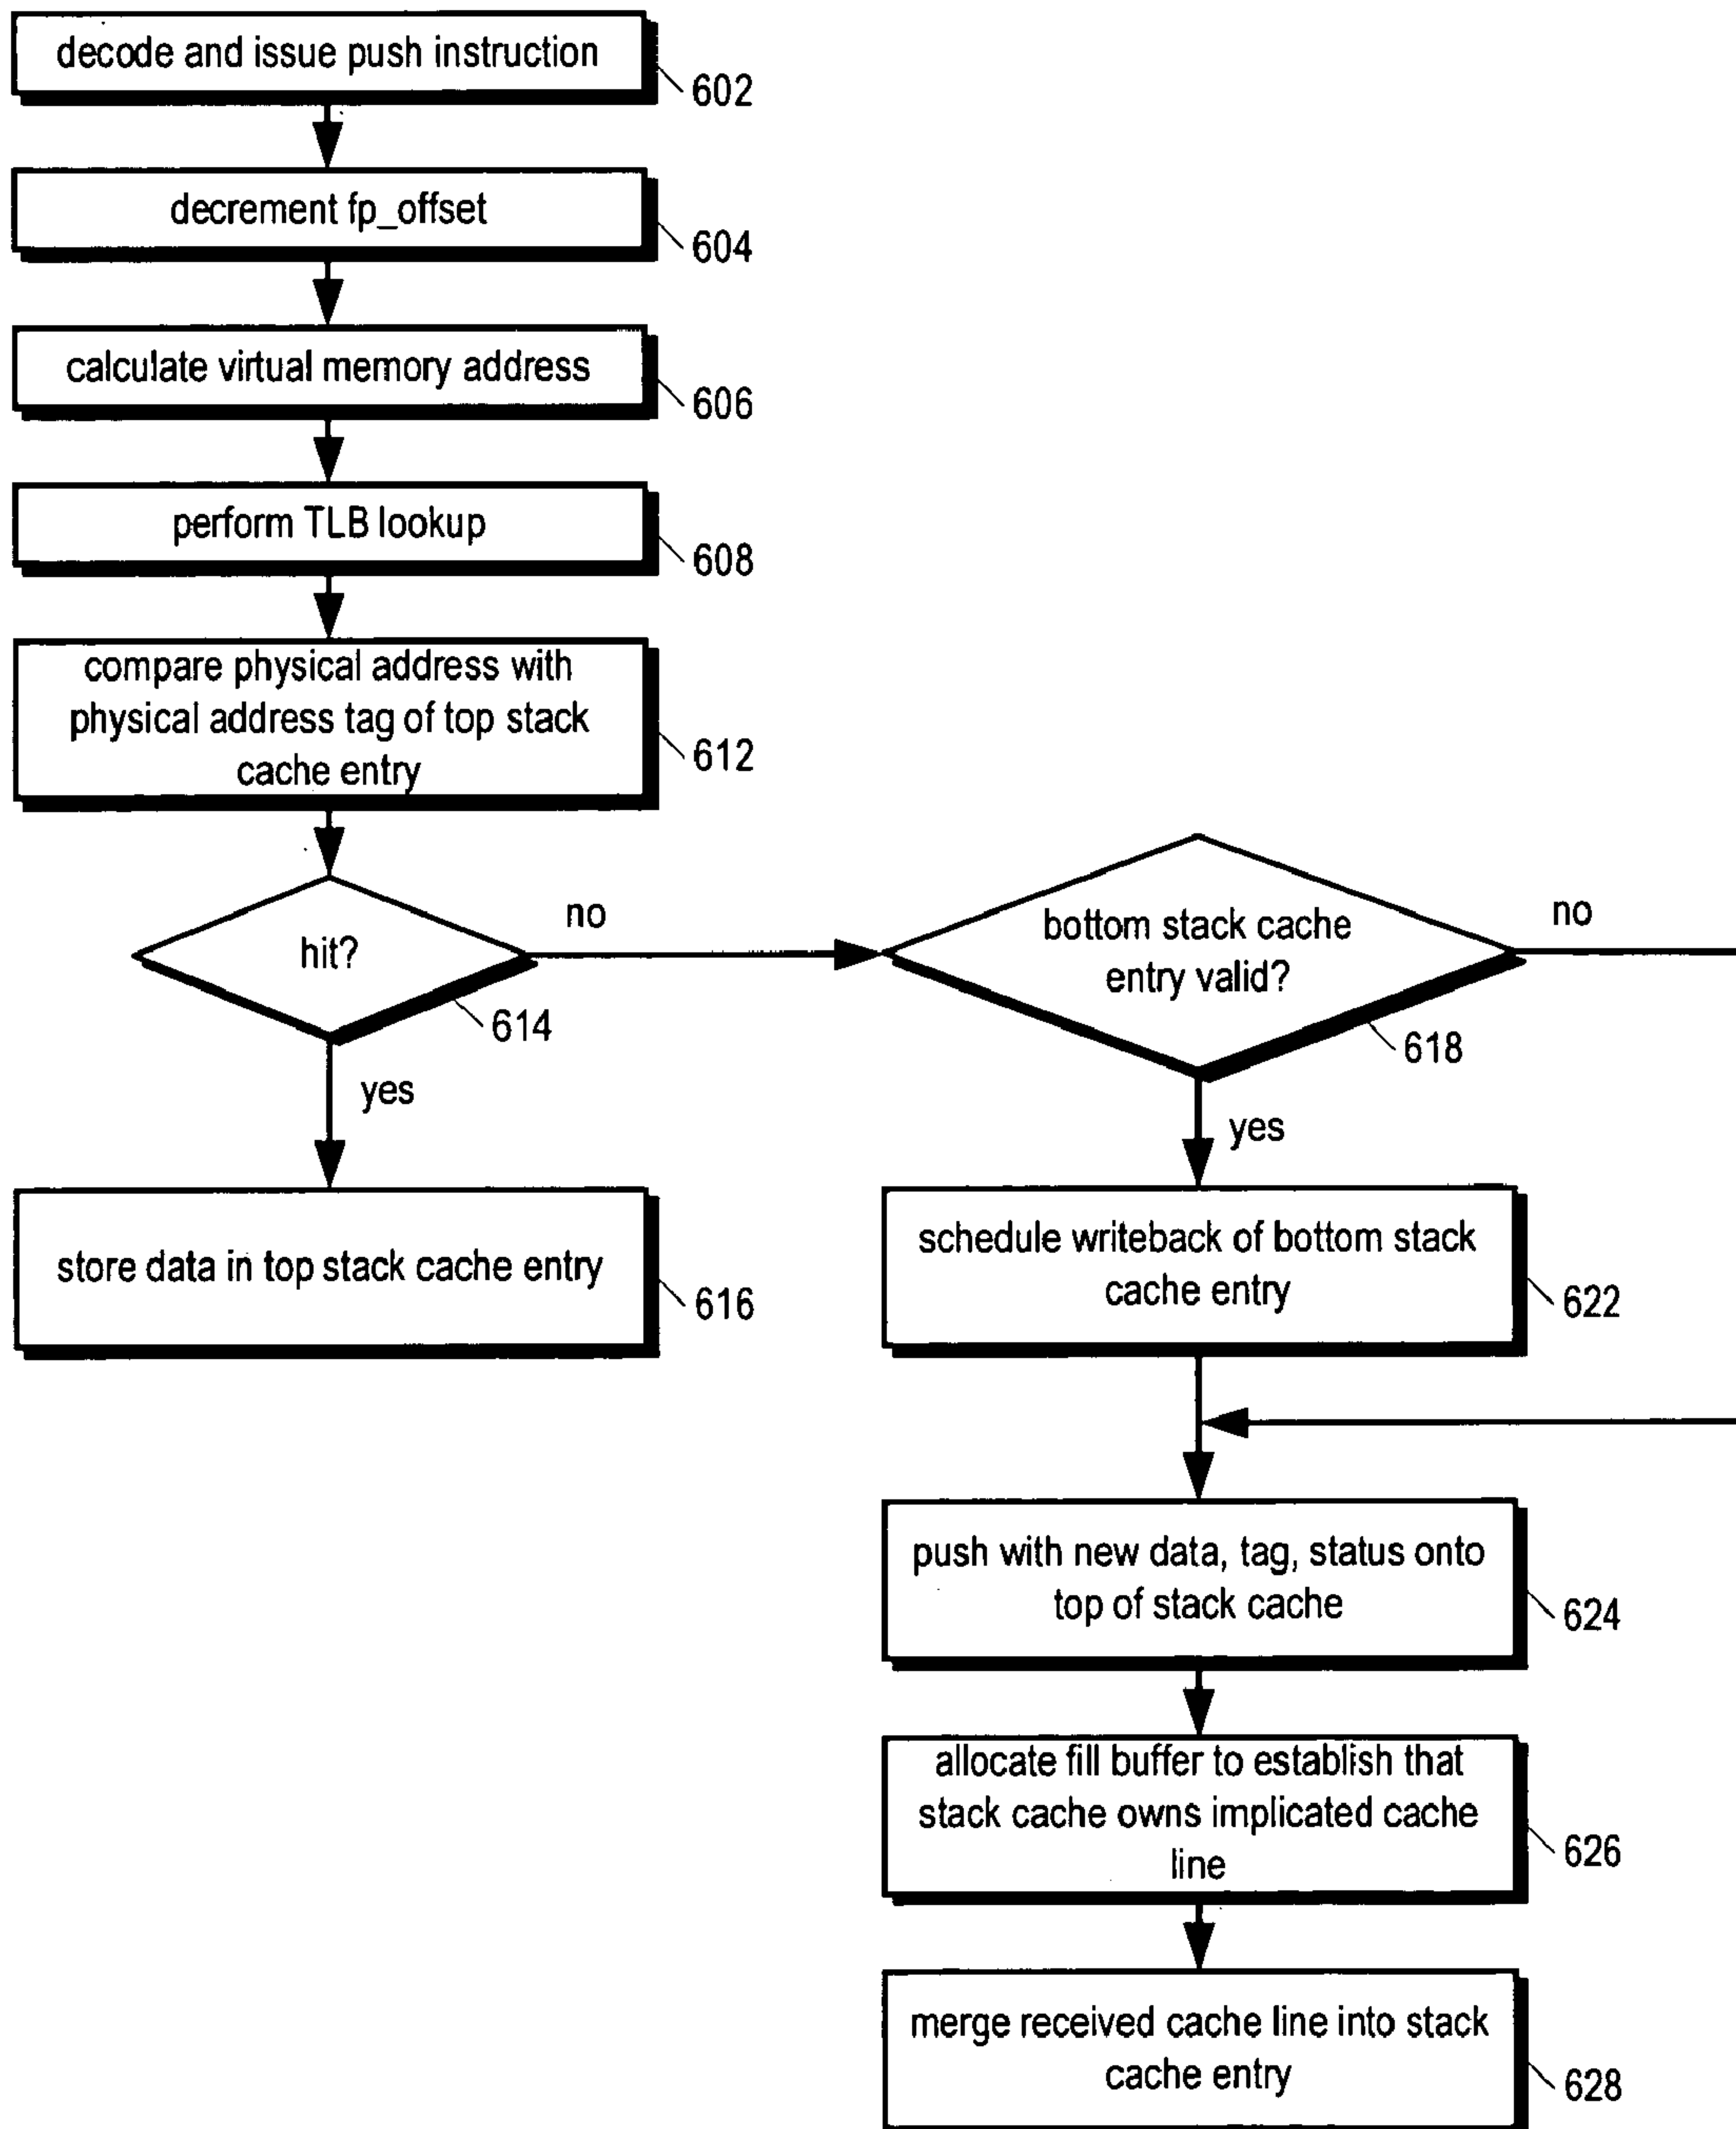 decode and issue push instruction
602
decrement fp_offset
604
calculate virtual memory address
606
perform TLB lookup
608
compare physical address with
physical address tag of top stack
cache entry
612
hit?
614
no
yes
store data in top stack cache entry
616
bottom stack cache
entry valid?
618
no
yes
schedule writeback of bottom stack
cache entry
622
push with new data, tag, status onto
top of stack cache
624
allocate fill buffer to establish that
stack cache owns implicated cache
line
626
merge received cache line into stack
cache entry
628